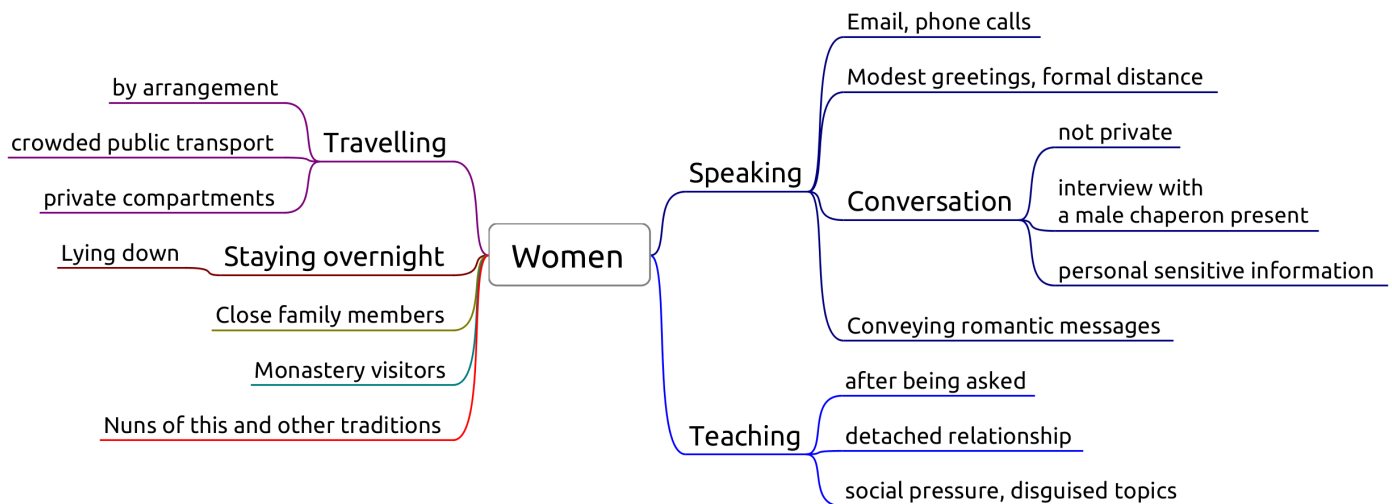 Women
Speaking
Email, phone calls
Modest greetings, formal distance
Conversation
not private
interview with
a male chaperon present
personal sensitive information
Conveying romantic messages
Teaching
after being asked
detached relationship
social pressure, disguised topics
Travelling
by arrangement
crowded public transport
private compartments
Staying overnight
Lying down
Close family members
Monastery visitors
Nuns of this and other traditions